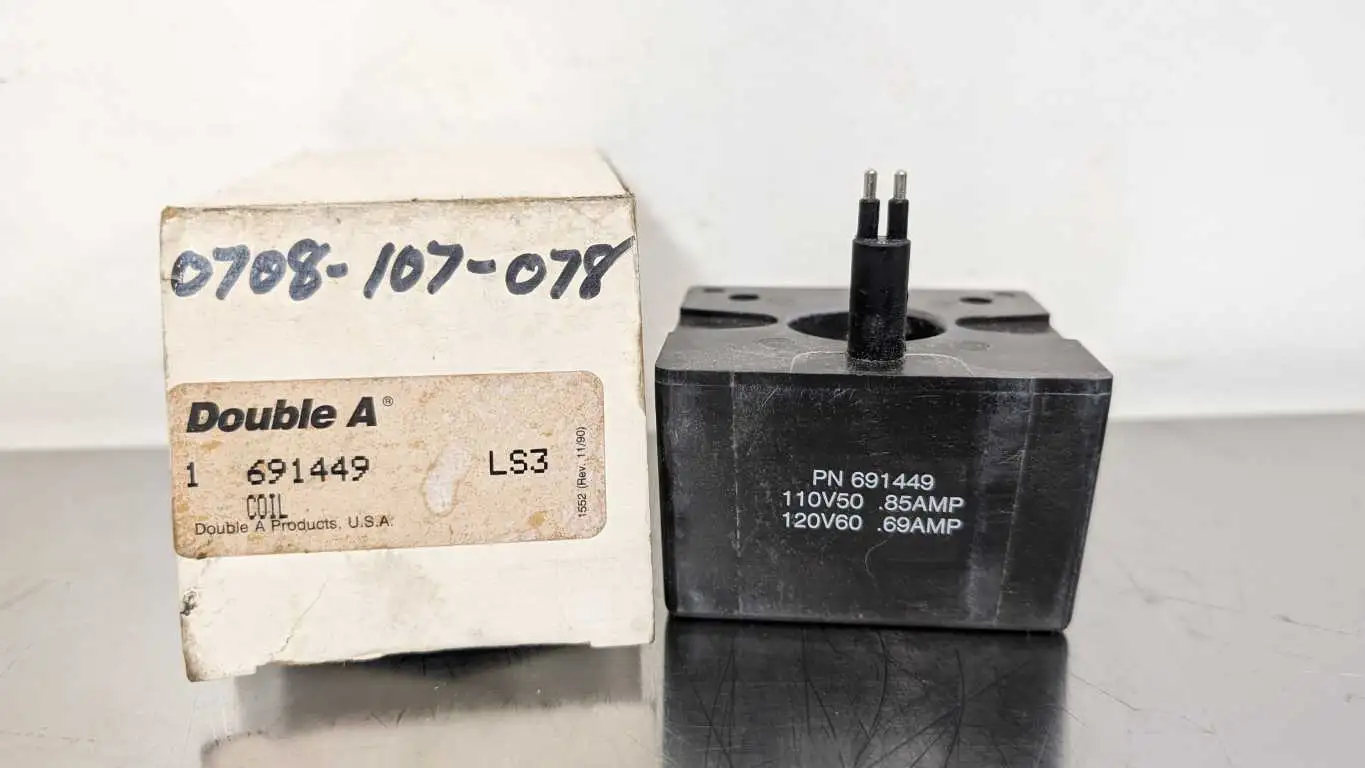 0708-107-078
Double A®
1 691449 LS3
COIL
Double A Products, U.S.A.
1552 (Rev. 11/90)
PN 691449
110V50 .85AMP
120V60 .69AMP